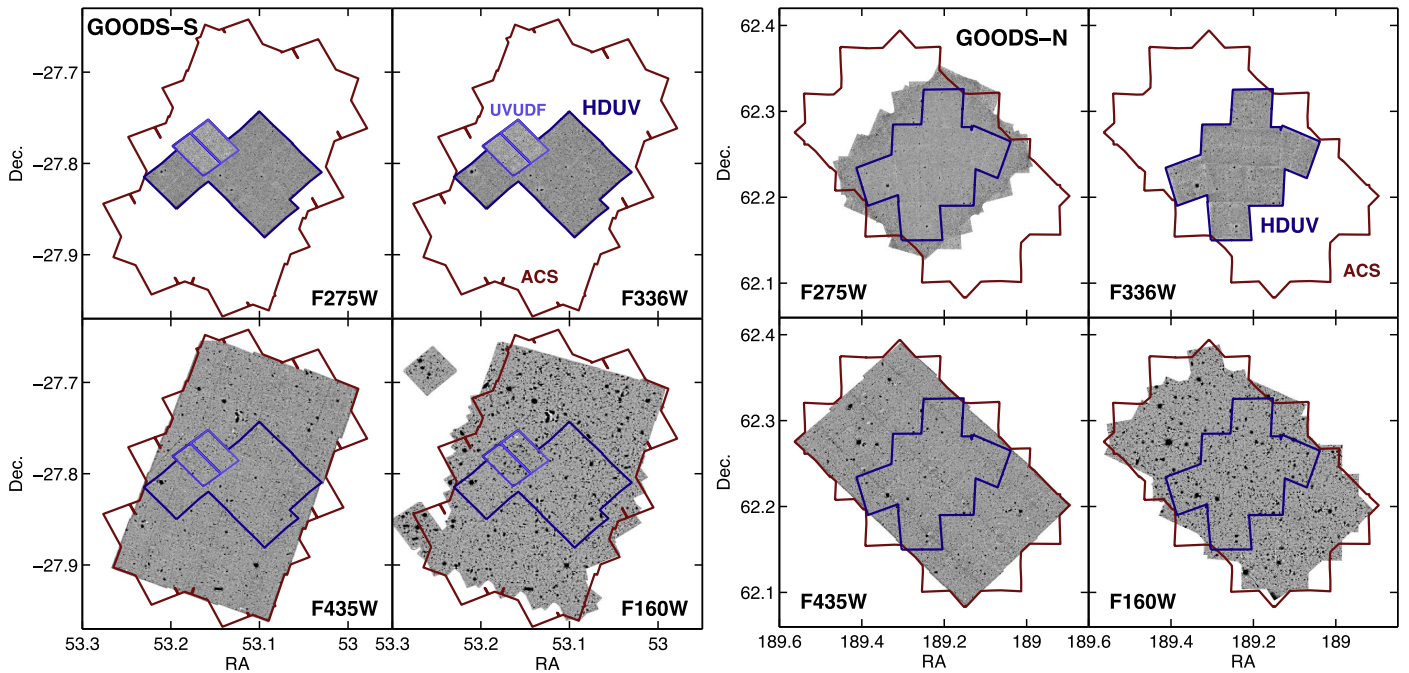 GOODS–S
GOODS–N
−27.7
−27.8
−27.9
Dec.
F275W
UVUDF
HDUV
ACS
F336W
62.4
62.3
62.2
62.1
Dec.
F275W
HDUV
ACS
F336W
−27.7
−27.8
−27.9
Dec.
F435W
F160W
62.4
62.3
62.2
62.1
Dec.
F435W
F160W
53.3
53.2
53.1
53.3
53.2
53.1
53
RA
RA
189.6
189.4
189.2
189.6
189.4
189.2
189
RA
RA